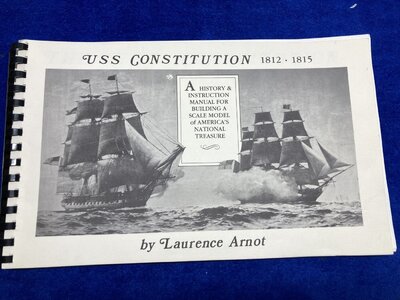 USS CONSTITUTION 1812 · 1815
A HISTORY &
INSTRUCTION
MANUAL FOR
BUILDING A
SCALE MODEL
of AMERICA'S
NATIONAL
TREASURE
by Laurence Arnot